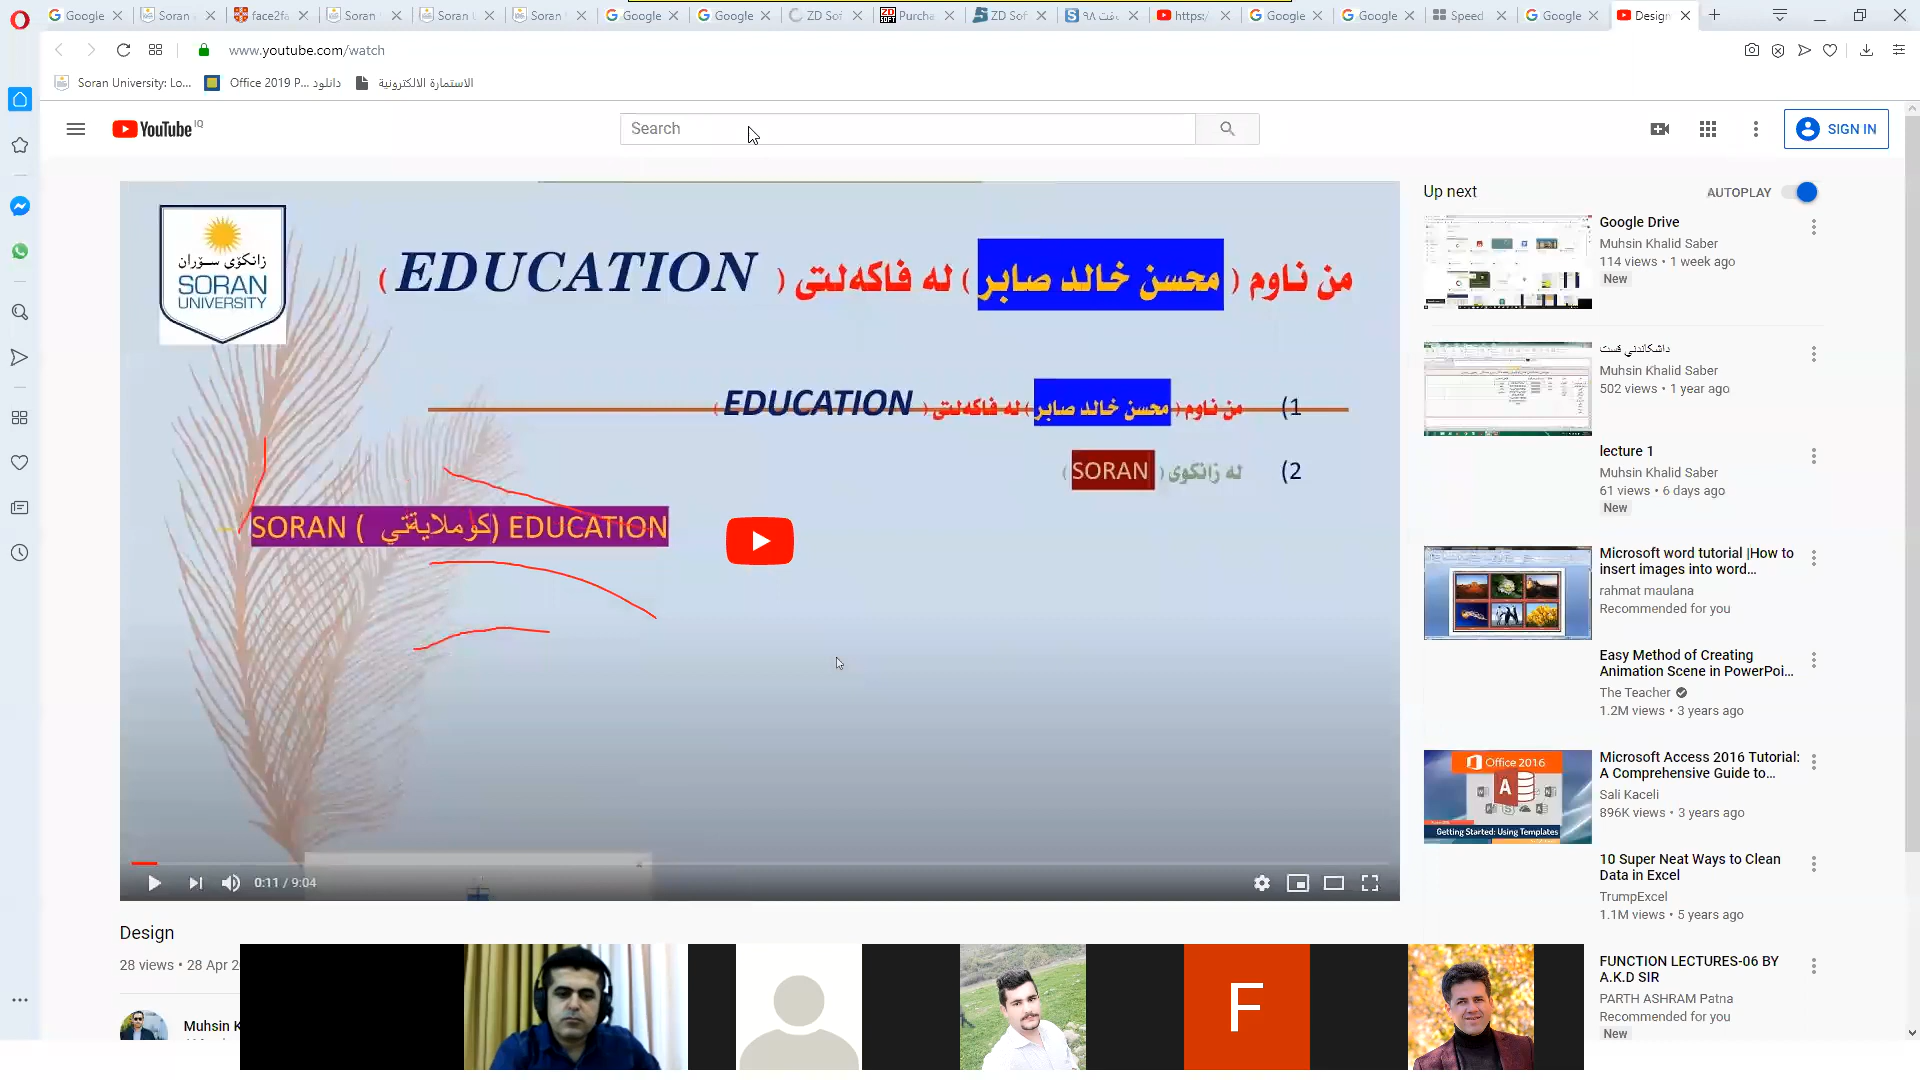 Google
Soran
face2fa
Soran
Soran U
Soran
Google
Google
ZD Sof
Purcha
ZD Sof
https:/
Google
Google
Speed
Google
Design
www.youtube.com/watch
Soran University: Lo...
Office 2019 P... دانلود
الاستمارة الالكترونية
YouTube IQ
Search
SIGN IN
زانكۆی سۆران
SORAN
UNIVERSITY
من ناوم ( محسن خالد صابر ) له فاكەلتی ( EDUCATION )
1) من ناوم ( محسن خالد صابر ) له فاكەلتی ( EDUCATION )
2) له زانكوی ( SORAN )
SORAN ( كۆملايةتي ) EDUCATION
0:11 / 9:04
Design
28 views • 28 Apr 2
Muhsin K
F
Up next
AUTOPLAY
Google Drive
Muhsin Khalid Saber
114 views • 1 week ago
New
داشكاندني قست
Muhsin Khalid Saber
502 views • 1 year ago
lecture 1
Muhsin Khalid Saber
61 views • 6 days ago
New
Microsoft word tutorial |How to
insert images into word...
rahmat maulana
Recommended for you
Easy Method of Creating
Animation Scene in PowerPoi...
The Teacher
1.2M views • 3 years ago
Office 2016
A
Getting Started: Using Templates
Microsoft Access 2016 Tutorial:
A Comprehensive Guide to...
Sali Kaceli
896K views • 3 years ago
10 Super Neat Ways to Clean
Data in Excel
TrumpExcel
1.1M views • 5 years ago
FUNCTION LECTURES-06 BY
A.K.D SIR
PARTH ASHRAM Patna
Recommended for you
New